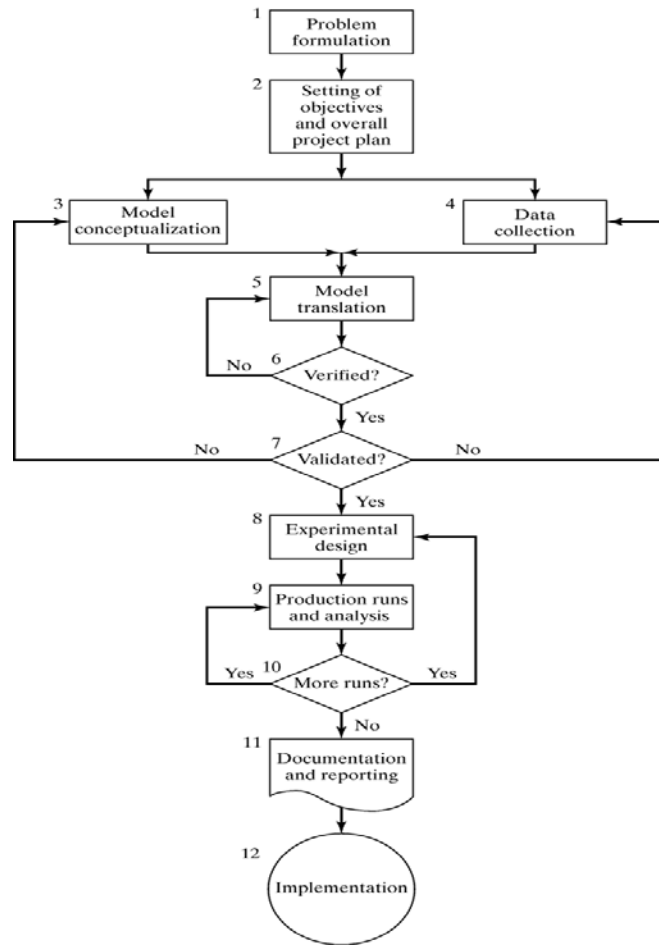 1
Problem
formulation
2
Setting of
objectives
and overall
project plan
3
Model
conceptualization
4
Data
collection
5
Model
translation
6
Verified?
No
Yes
7
Validated?
No
No
Yes
8
Experimental
design
9
Production runs
and analysis
10
More runs?
Yes
Yes
No
11
Documentation
and reporting
12
Implementation